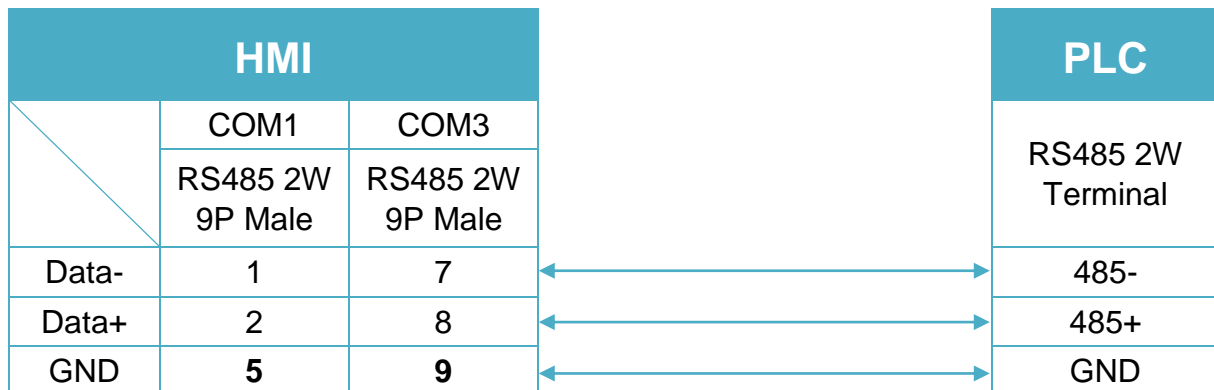 HMI PLC
COM1 COM3
RS485 2W RS485 2W RS485 2W
9P Male 9P Male Terminal
Data- 1 7 485-
Data+ 2 8 485+
GND 5 9 GND